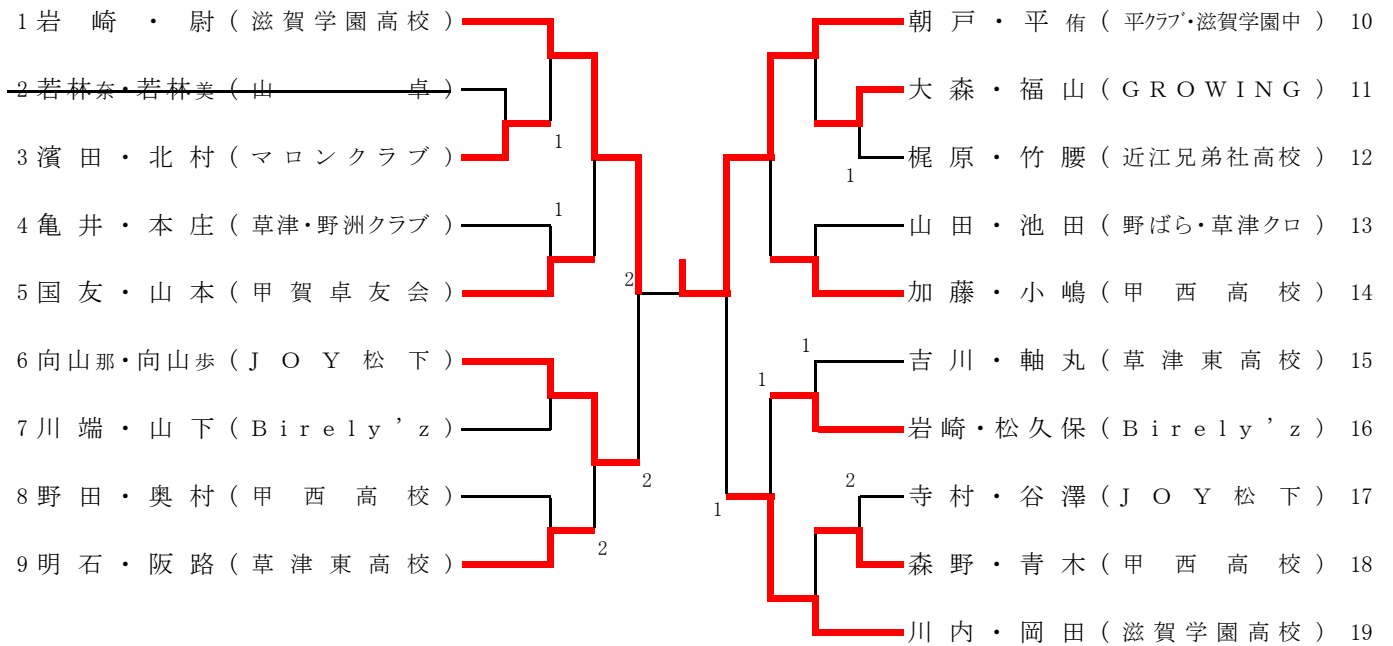 1 岩崎・尉 (滋賀学園高校)
2 若林奈・若林美 (山卓)
3 濱田・北村 (マロンクラブ)
4 亀井・本庄 (草津・野洲クラブ)
5 国友・山本 (甲賀卓友会)
6 向山那・向山歩 (JOY松下)
7 川端・山下 (Birely’z)
8 野田・奥村 (甲西高校)
9 明石・阪路 (草津東高校)
1
1
2
2
2
朝戸・平侑 (平クラブ・滋賀学園中) 10
大森・福山 (GROWING) 11
梶原・竹腰 (近江兄弟社高校) 12
山田・池田 (野ばら・草津クロ) 13
加藤・小嶋 (甲西高校) 14
吉川・軸丸 (草津東高校) 15
岩崎・松久保 (Birely’z) 16
寺村・谷澤 (JOY松下) 17
森野・青木 (甲西高校) 18
川内・岡田 (滋賀学園高校) 19
1
1
1
2
1